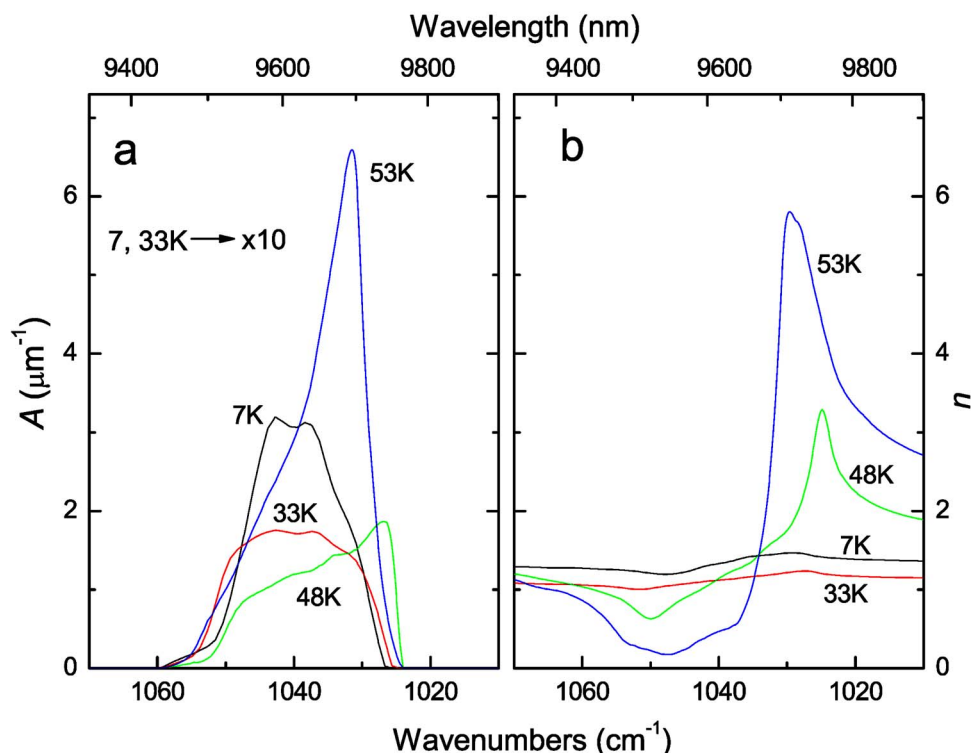 Wavelength (nm)
9400 9600 9800 9400 9600 9800
a b
53K
7, 33K → x10
53K
7K
48K
33K
48K
7K
33K
A (μm⁻¹)
n
6
4
2
0
6
4
2
0
1060 1040 1020 1060 1040 1020
Wavenumbers (cm⁻¹)